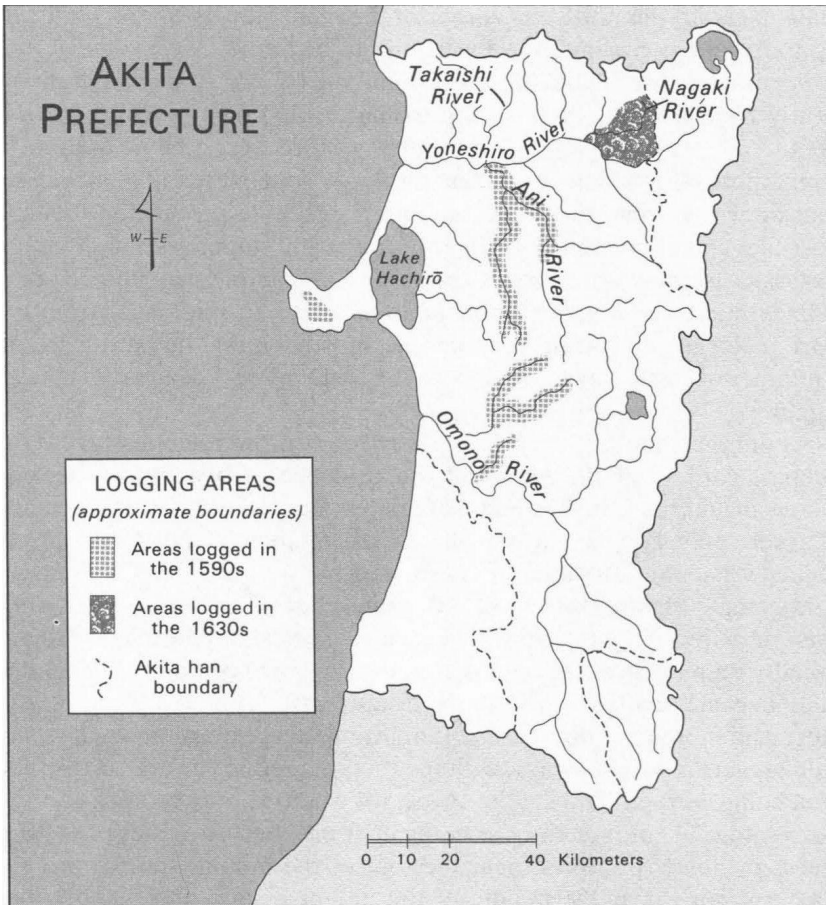 AKITA
PREFECTURE
Takaishi
River
Nagaki
River
Yoneshiro River
Ani
River
W E
Lake
Hachirō
Omono
River
LOGGING AREAS
(approximate boundaries)
Areas logged in
the 1590s
Areas logged in
the 1630s
Akita han
boundary
0 10 20 40 Kilometers